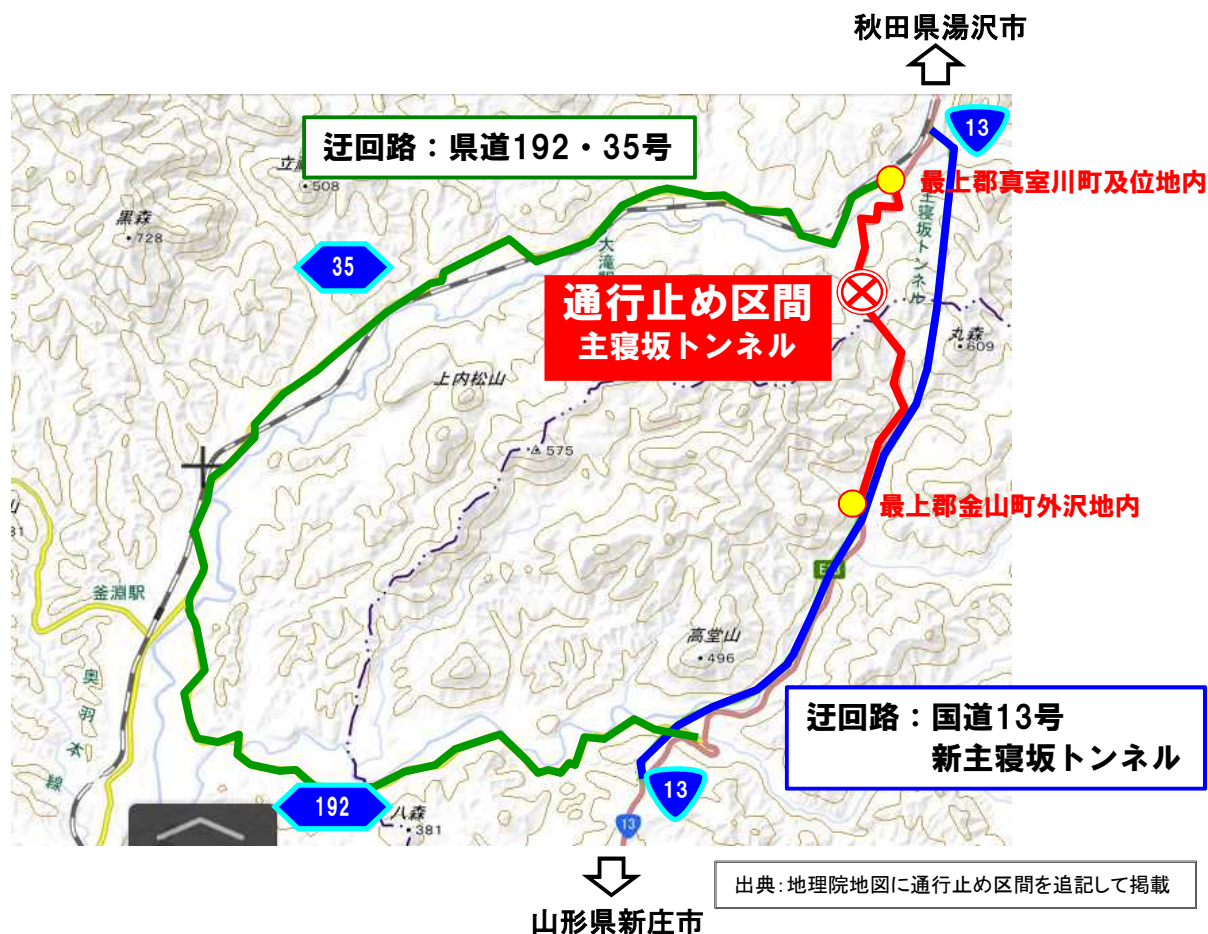 秋田県湯沢市
13
迂回路：県道192・35号
最上郡真室川町及位地内
508
黒森
728
主寝坂トンネル
35
大滝駅
通行止め区間
主寝坂トンネル
丸森
609
上内松山
575
最上郡金山町外沢地内
釜淵駅
高堂山
496
奥羽本線
迂回路：国道13号
新主寝坂トンネル
13
192
八森
381
13
出典：地理院地図に通行止め区間を追記して掲載
山形県新庄市